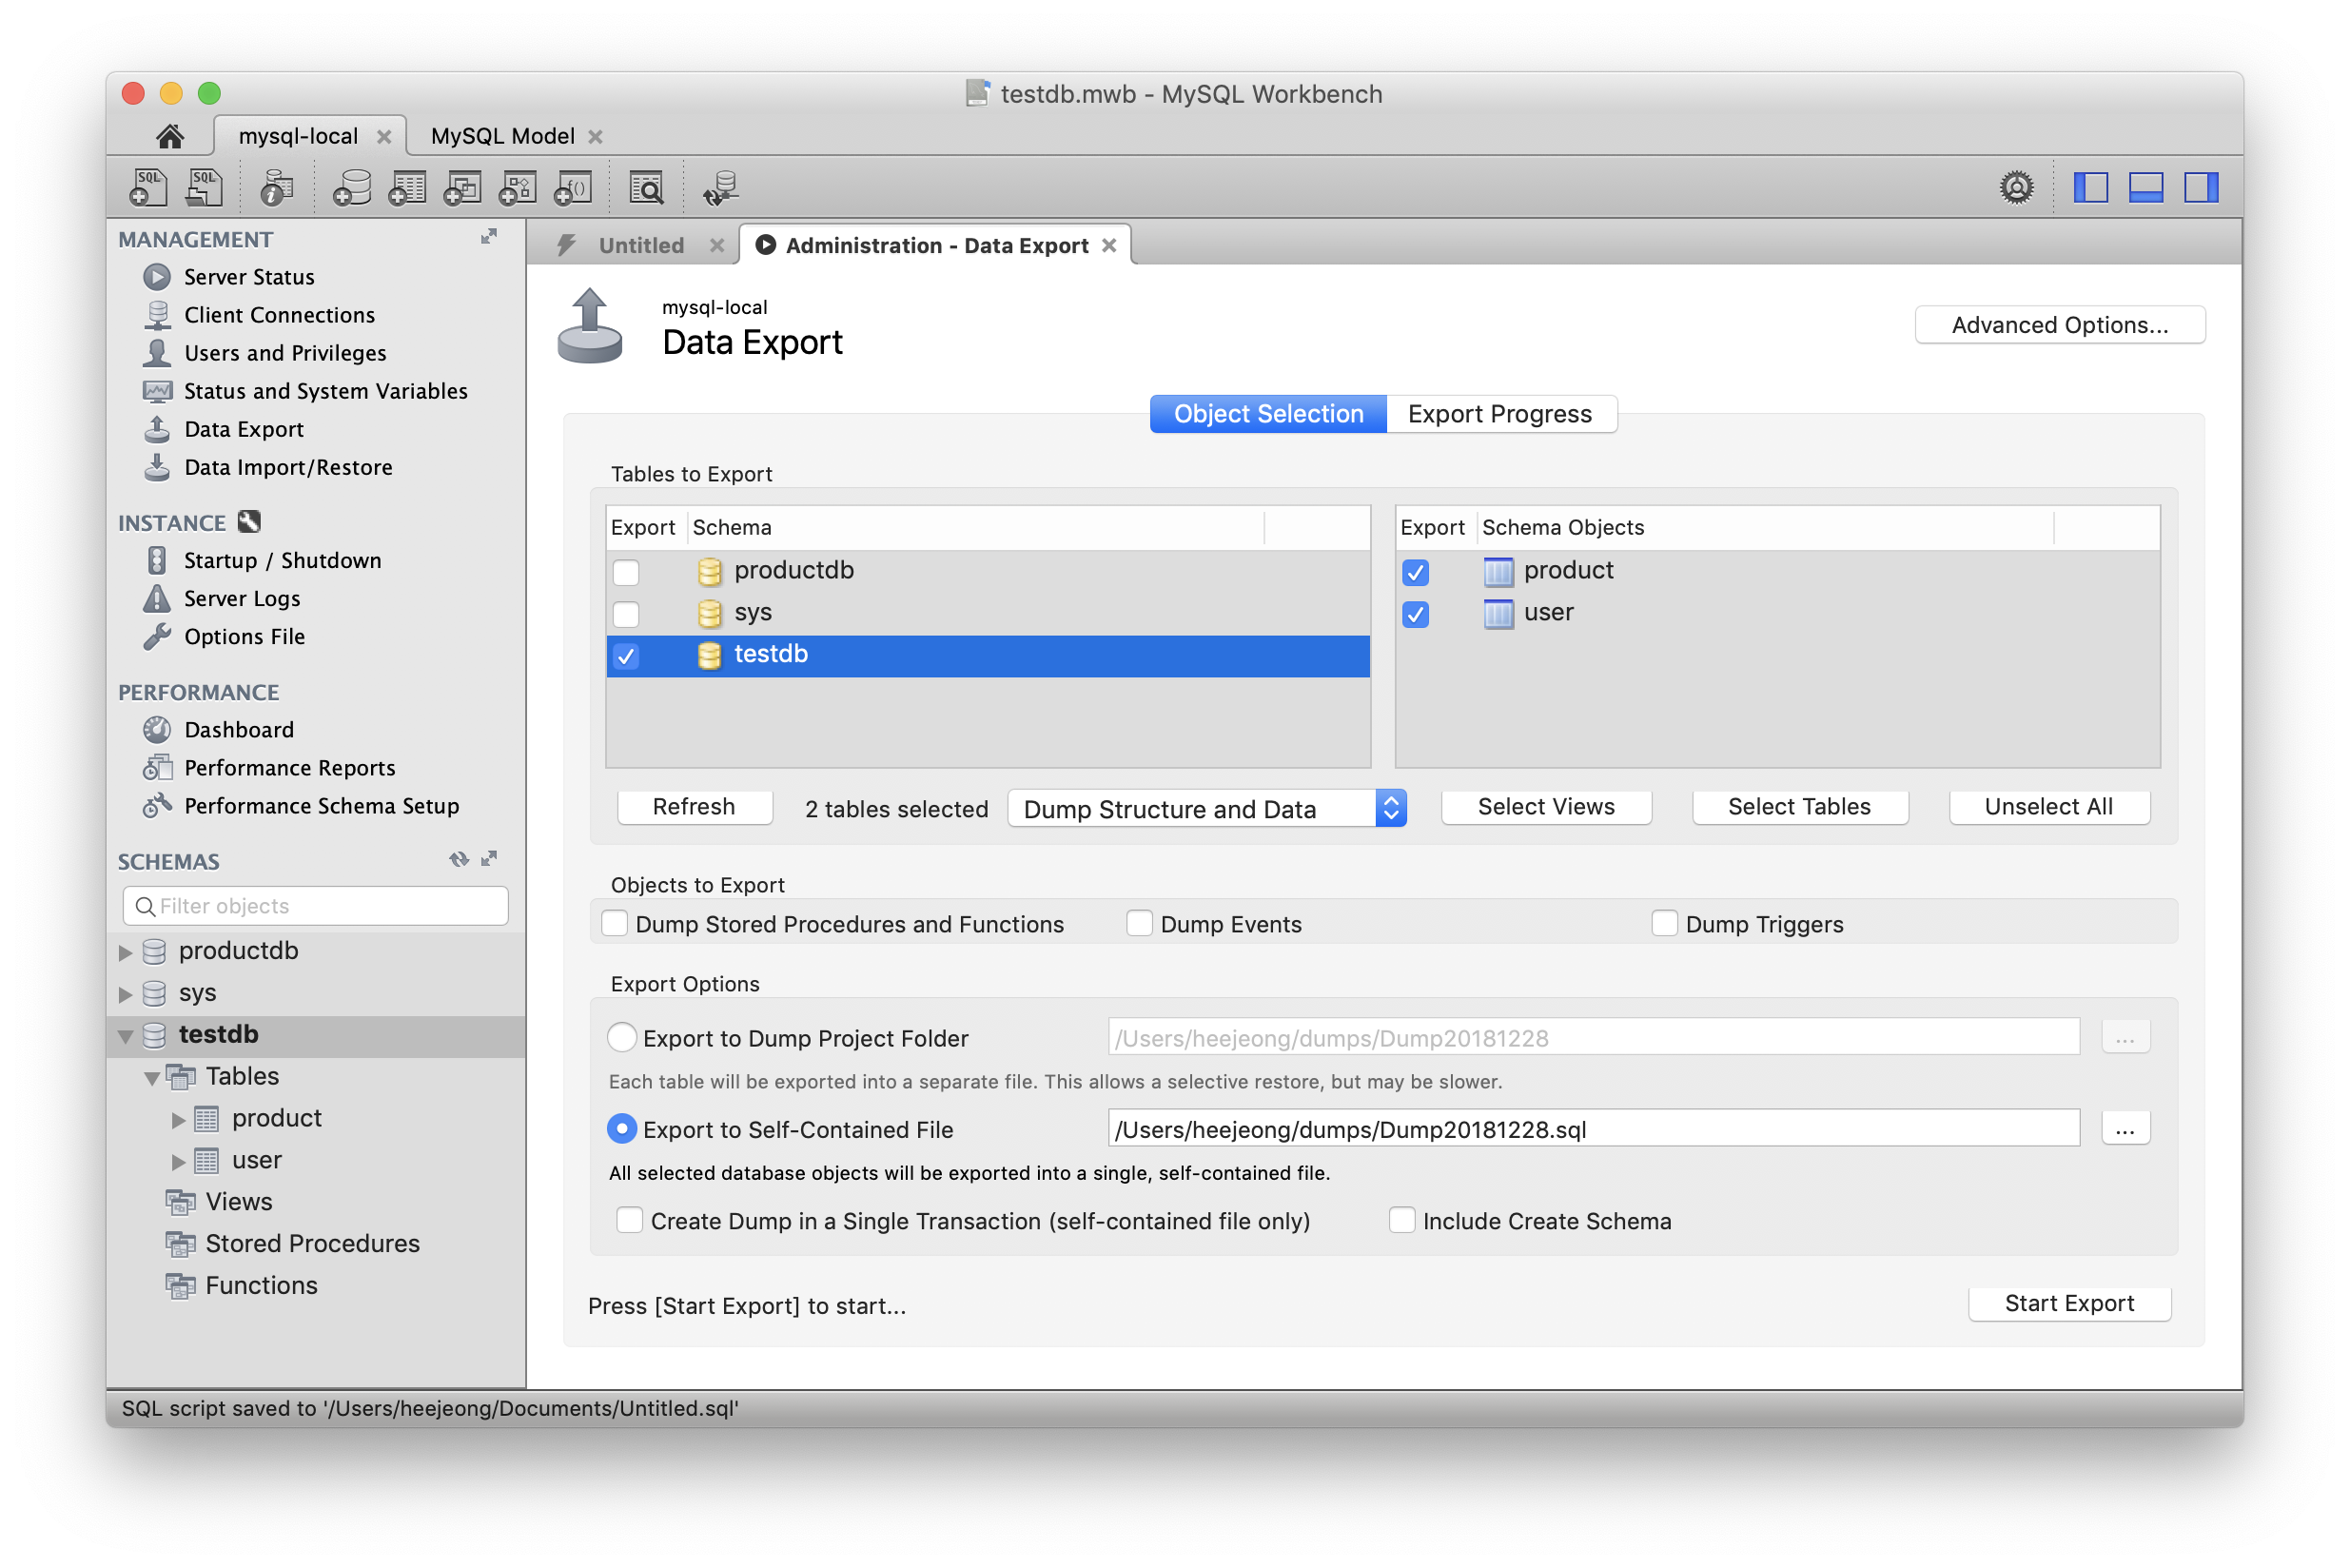 testdb.mwb - MySQL Workbench
mysql-local
MySQL Model
SQL
SQL
MANAGEMENT
Server Status
Client Connections
Users and Privileges
Status and System Variables
Data Export
Data Import/Restore
INSTANCE
Startup / Shutdown
Server Logs
Options File
PERFORMANCE
Dashboard
Performance Reports
Performance Schema Setup
SCHEMAS
Filter objects
productdb
sys
testdb
Tables
product
user
Views
Stored Procedures
Functions
Untitled
Administration - Data Export
mysql-local
Data Export
Advanced Options...
Object Selection
Export Progress
Tables to Export
Export Schema
productdb
sys
testdb
Export Schema Objects
product
user
Refresh
2 tables selected
Dump Structure and Data
Select Views
Select Tables
Unselect All
Objects to Export
Dump Stored Procedures and Functions
Dump Events
Dump Triggers
Export Options
Export to Dump Project Folder
/Users/heejeong/dumps/Dump20181228
...
Each table will be exported into a separate file. This allows a selective restore, but may be slower.
Export to Self-Contained File
/Users/heejeong/dumps/Dump20181228.sql
...
All selected database objects will be exported into a single, self-contained file.
Create Dump in a Single Transaction (self-contained file only)
Include Create Schema
Press [Start Export] to start...
Start Export
SQL script saved to '/Users/heejeong/Documents/Untitled.sql'